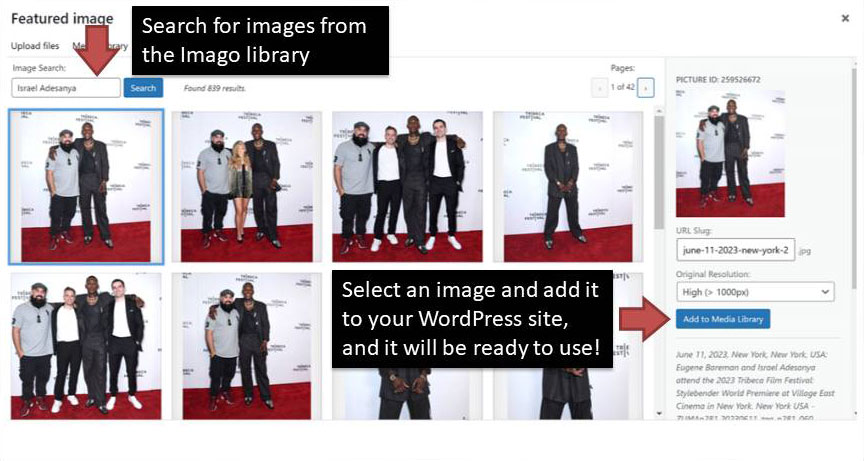 Featured image
Search for images from
the Imago library
Upload files
Image Search:
Israel Adesanya
Search
Found 839 results.
Pages:
‹ 1 of 42 ›
PICTURE ID: 259526672
URL Slug:
june-11-2023-new-york-2
.jpg
Original Resolution:
High (> 1000px)
Add to Media Library
Select an image and add it
to your WordPress site,
and it will be ready to use!
June 11, 2023, New York, New York, USA:
Eugene Bareman and Israel Adesanya
attend the 2023 Tribeca Film Festival:
Stylebender World Premiere at Village East
Cinema in New York. New York USA -